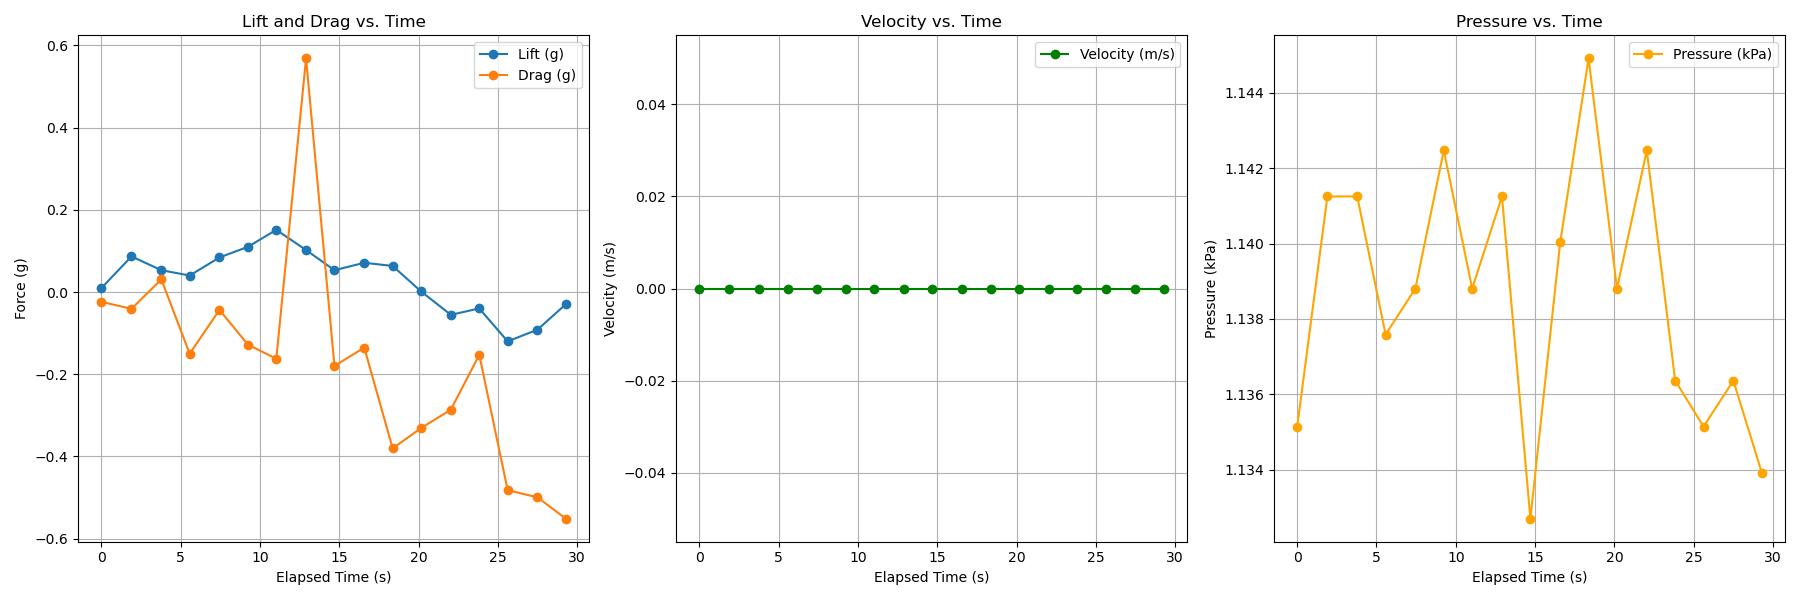 Lift and Drag vs. Time
Lift (g)
Drag (g)
Force (g)
0.6
0.4
0.2
0.0
−0.2
−0.4
−0.6
0 5 10 15 20 25 30
Elapsed Time (s)
Velocity vs. Time
Velocity (m/s)
Velocity (m/s)
0.04
0.02
0.00
−0.02
−0.04
0 5 10 15 20 25 30
Elapsed Time (s)
Pressure vs. Time
Pressure (kPa)
Pressure (kPa)
1.144
1.142
1.140
1.138
1.136
1.134
0 5 10 15 20 25 30
Elapsed Time (s)